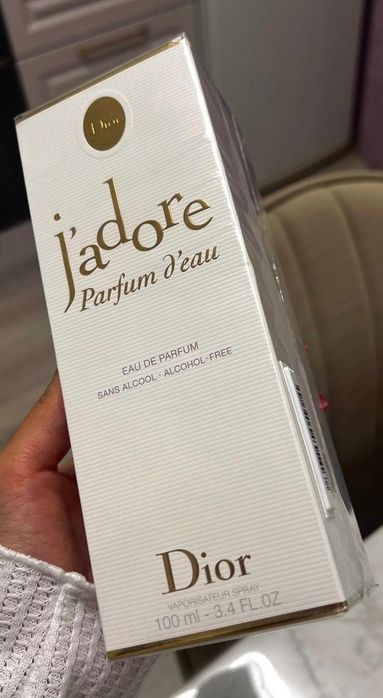 Dior
j'adore
Parfum d'eau
EAU DE PARFUM
SANS ALCOOL · ALCOHOL-FREE
Dior
VAPORISATEUR SPRAY
100 ml - 3.4 FL.OZ